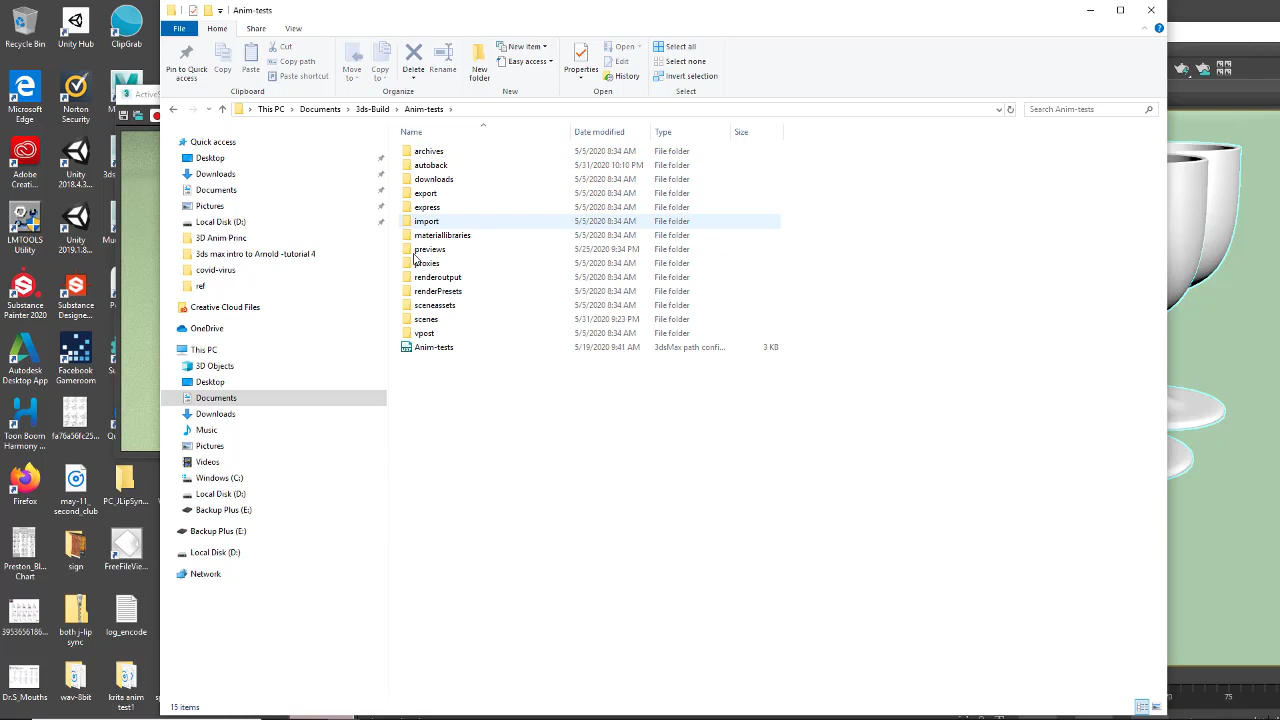 Anim-tests
File
Home
Share
View
Pin to Quick access
Copy
Paste
Cut
Copy path
Paste shortcut
Clipboard
Move to
Copy to
Delete
Rename
Organize
New folder
New item
Easy access
New
Properties
Open
Edit
History
Open
Select all
Select none
Invert selection
Select
This PC
Documents
3ds-Build
Anim-tests
Search Anim-tests
Name
Date modified
Type
Size
archives 5/5/2020 8:34 AM File folder
autoback 5/31/2020 10:10 PM File folder
downloads 5/5/2020 8:34 AM File folder
export 5/5/2020 8:34 AM File folder
express 5/5/2020 8:34 AM File folder
import 5/5/2020 8:34 AM File folder
materiallibraries 5/5/2020 8:34 AM File folder
previews 5/25/2020 9:34 PM File folder
proxies 5/5/2020 8:34 AM File folder
renderoutput 5/5/2020 8:34 AM File folder
renderPresets 5/5/2020 8:34 AM File folder
sceneassets 5/5/2020 8:34 AM File folder
scenes 5/31/2020 9:23 PM File folder
vpost 5/5/2020 8:34 AM File folder
Anim-tests 5/19/2020 9:41 AM 3dsMax path confi... 3 KB
Quick access
Desktop
Downloads
Documents
Pictures
Local Disk (D:)
3D Anim Princ
3ds max intro to Arnold -tutorial 4
covid-virus
ref
Creative Cloud Files
OneDrive
This PC
3D Objects
Desktop
Documents
Downloads
Music
Pictures
Videos
Windows (C:)
Local Disk (D:)
Backup Plus (E:)
Backup Plus (E:)
Local Disk (D:)
Network
15 items
Recycle Bin
Unity Hub
ClipGrab
Microsoft Edge
Norton Security
Adobe Creati...
Unity 2018.4.3...
LMTOOLS Utility
Unity 2019.1.8...
Substance Painter 2020
Substance Designe...
Autodesk Desktop App
Facebook Gameroom
Toon Boom Harmony ...
fa76a56fc25...
Firefox
may-11_ second_club
PC_JLipSyn...
Preston_Bl... Chart
sign
FreeFileVie...
3953656186...
both j-lip sync
log_encode
Dr.S_Mouths
wav-8bit
krita anim test1
75